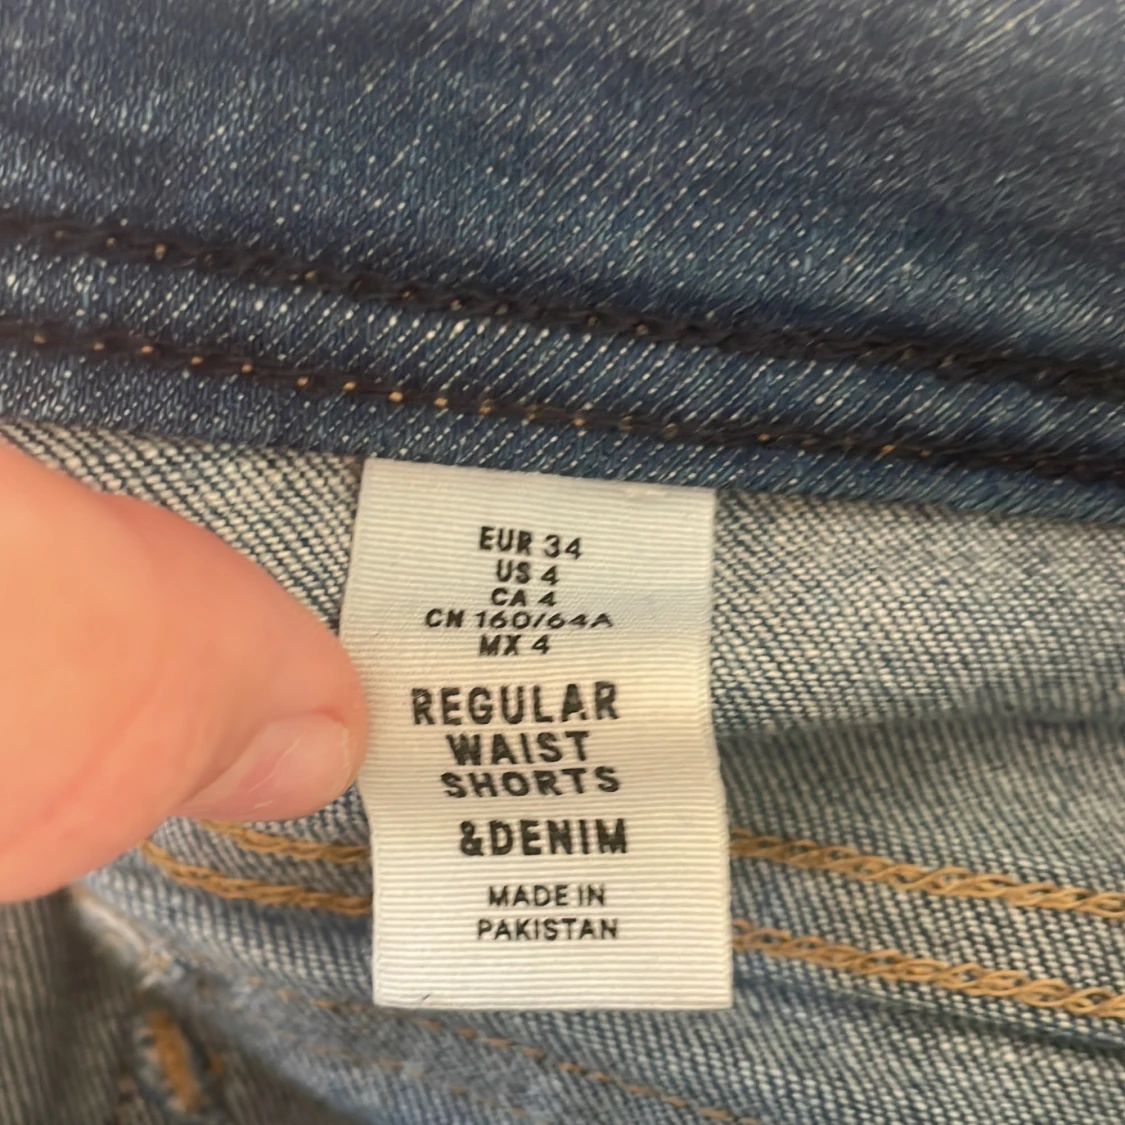 EUR 34
US 4
CA 4
CN 160/64A
MX 4
REGULAR
WAIST
SHORTS
&DENIM
MADE IN
PAKISTAN